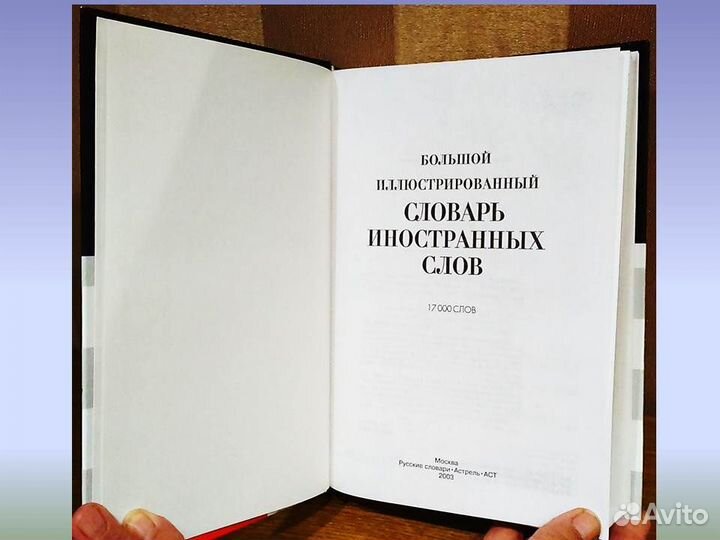 БОЛЬШОЙ
ИЛЛЮСТРИРОВАННЫЙ
СЛОВАРЬ
ИНОСТРАННЫХ
СЛОВ
17 000 СЛОВ
Москва
Русские словари•Астрель•АСТ
2003
Avito